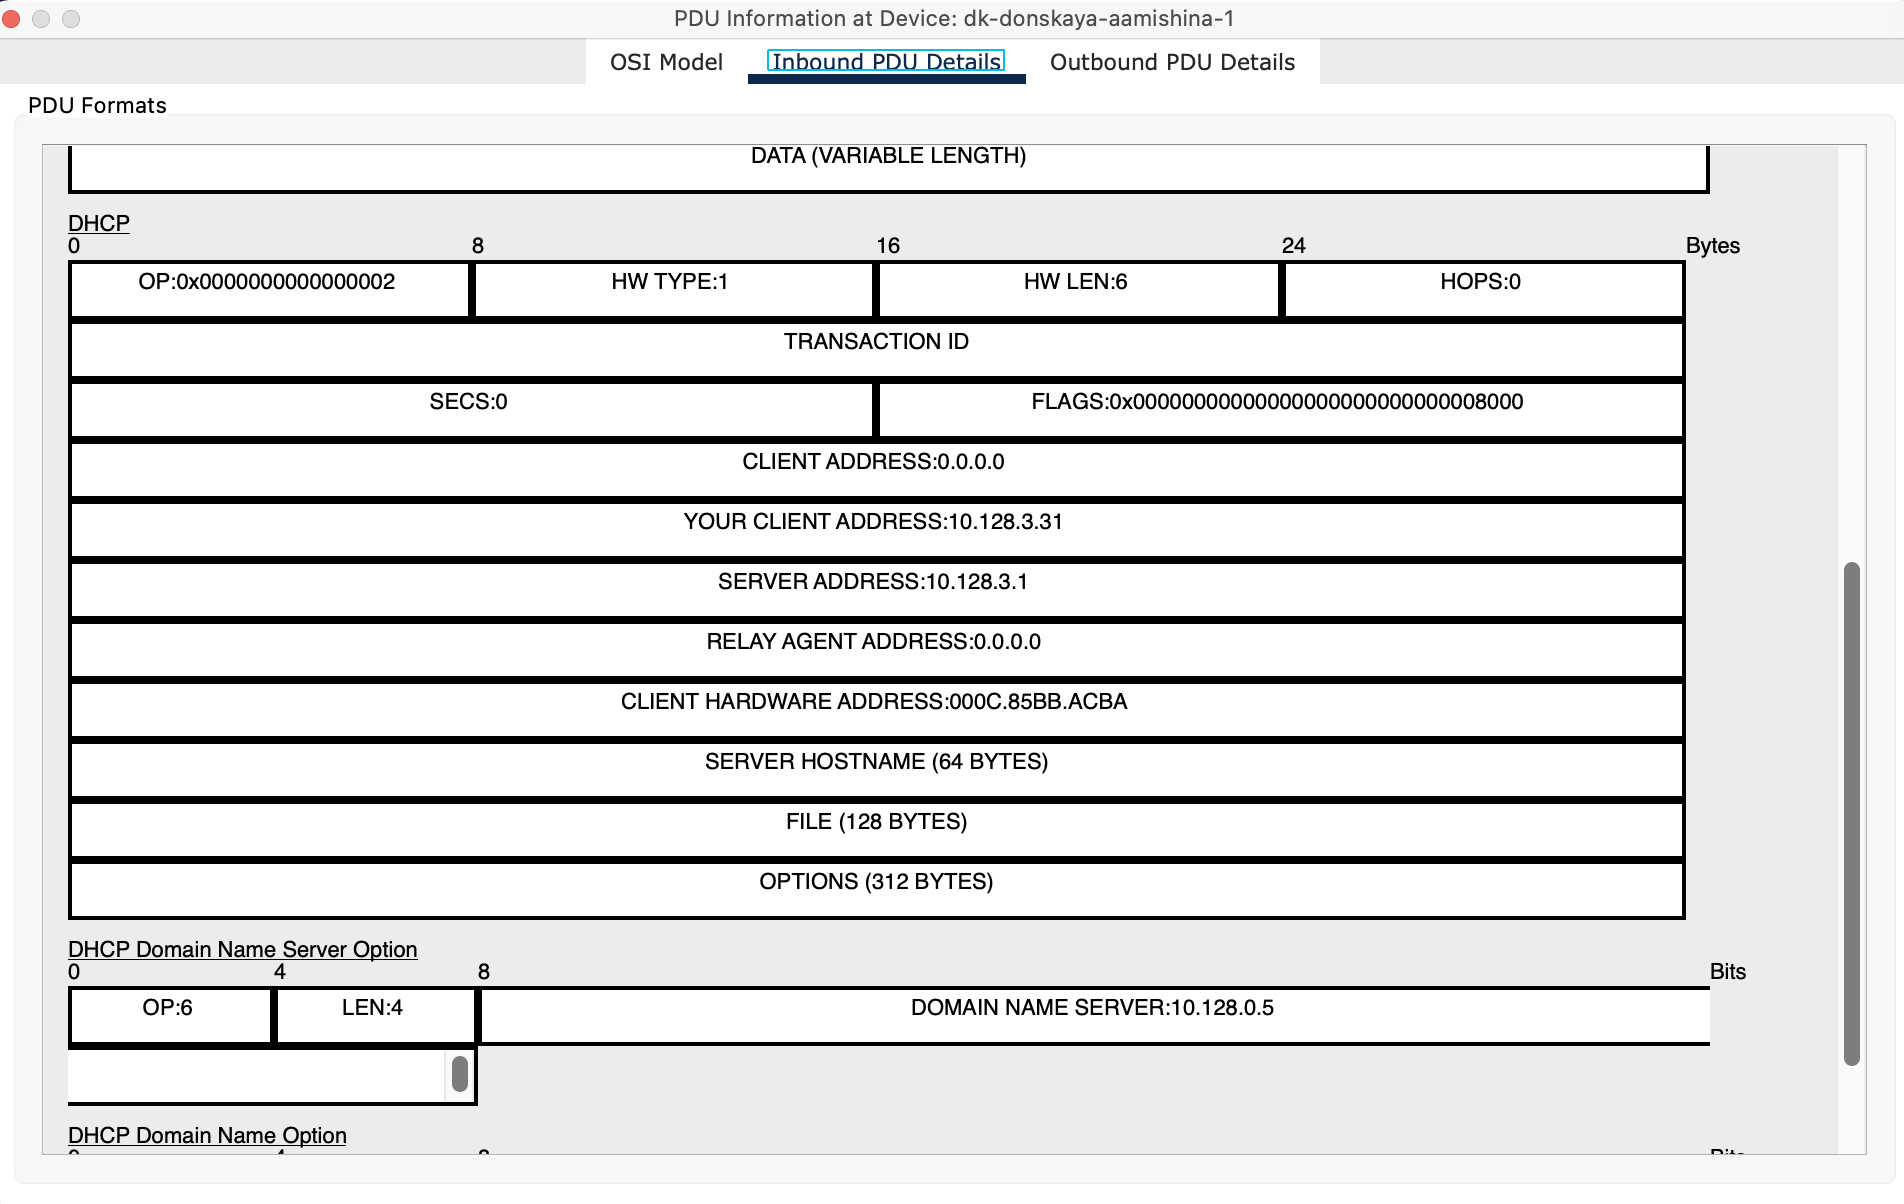 PDU Information at Device: dk-donskaya-aamishina-1
OSI Model Inbound PDU Details Outbound PDU Details
PDU Formats
DATA (VARIABLE LENGTH)
DHCP
0 8 16 24 Bytes
OP:0x0000000000000002 HW TYPE:1 HW LEN:6 HOPS:0
TRANSACTION ID
SECS:0 FLAGS:0x00000000000000000000000000008000
CLIENT ADDRESS:0.0.0.0
YOUR CLIENT ADDRESS:10.128.3.31
SERVER ADDRESS:10.128.3.1
RELAY AGENT ADDRESS:0.0.0.0
CLIENT HARDWARE ADDRESS:000C.85BB.ACBA
SERVER HOSTNAME (64 BYTES)
FILE (128 BYTES)
OPTIONS (312 BYTES)
DHCP Domain Name Server Option
0 4 8 Bits
OP:6 LEN:4 DOMAIN NAME SERVER:10.128.0.5
DHCP Domain Name Option